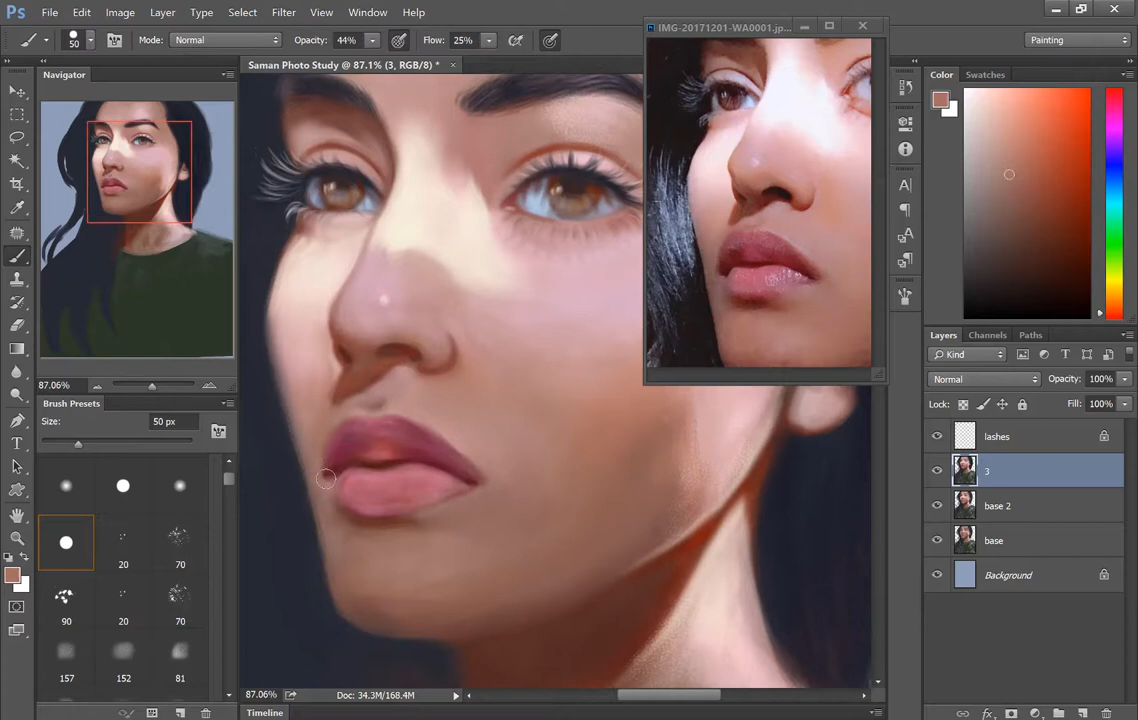 Ps File Edit Image Layer Type Select Filter View Window Help
50 Mode: Normal Opacity: 44% Flow: 25% Painting
Navigator
Saman Photo Study @ 87.1% (3, RGB/8) * ×
IMG-20171201-WA0001.jp...
Color Swatches
87.06%
Brush Presets
Size: 50 px
20 70
90 20 70
157 152 81
Layers Channels Paths
Kind
Normal Opacity: 100%
Lock: Fill: 100%
lashes
3
base 2
base
Background
87.06% Doc: 34.3M/168.4M
Timeline